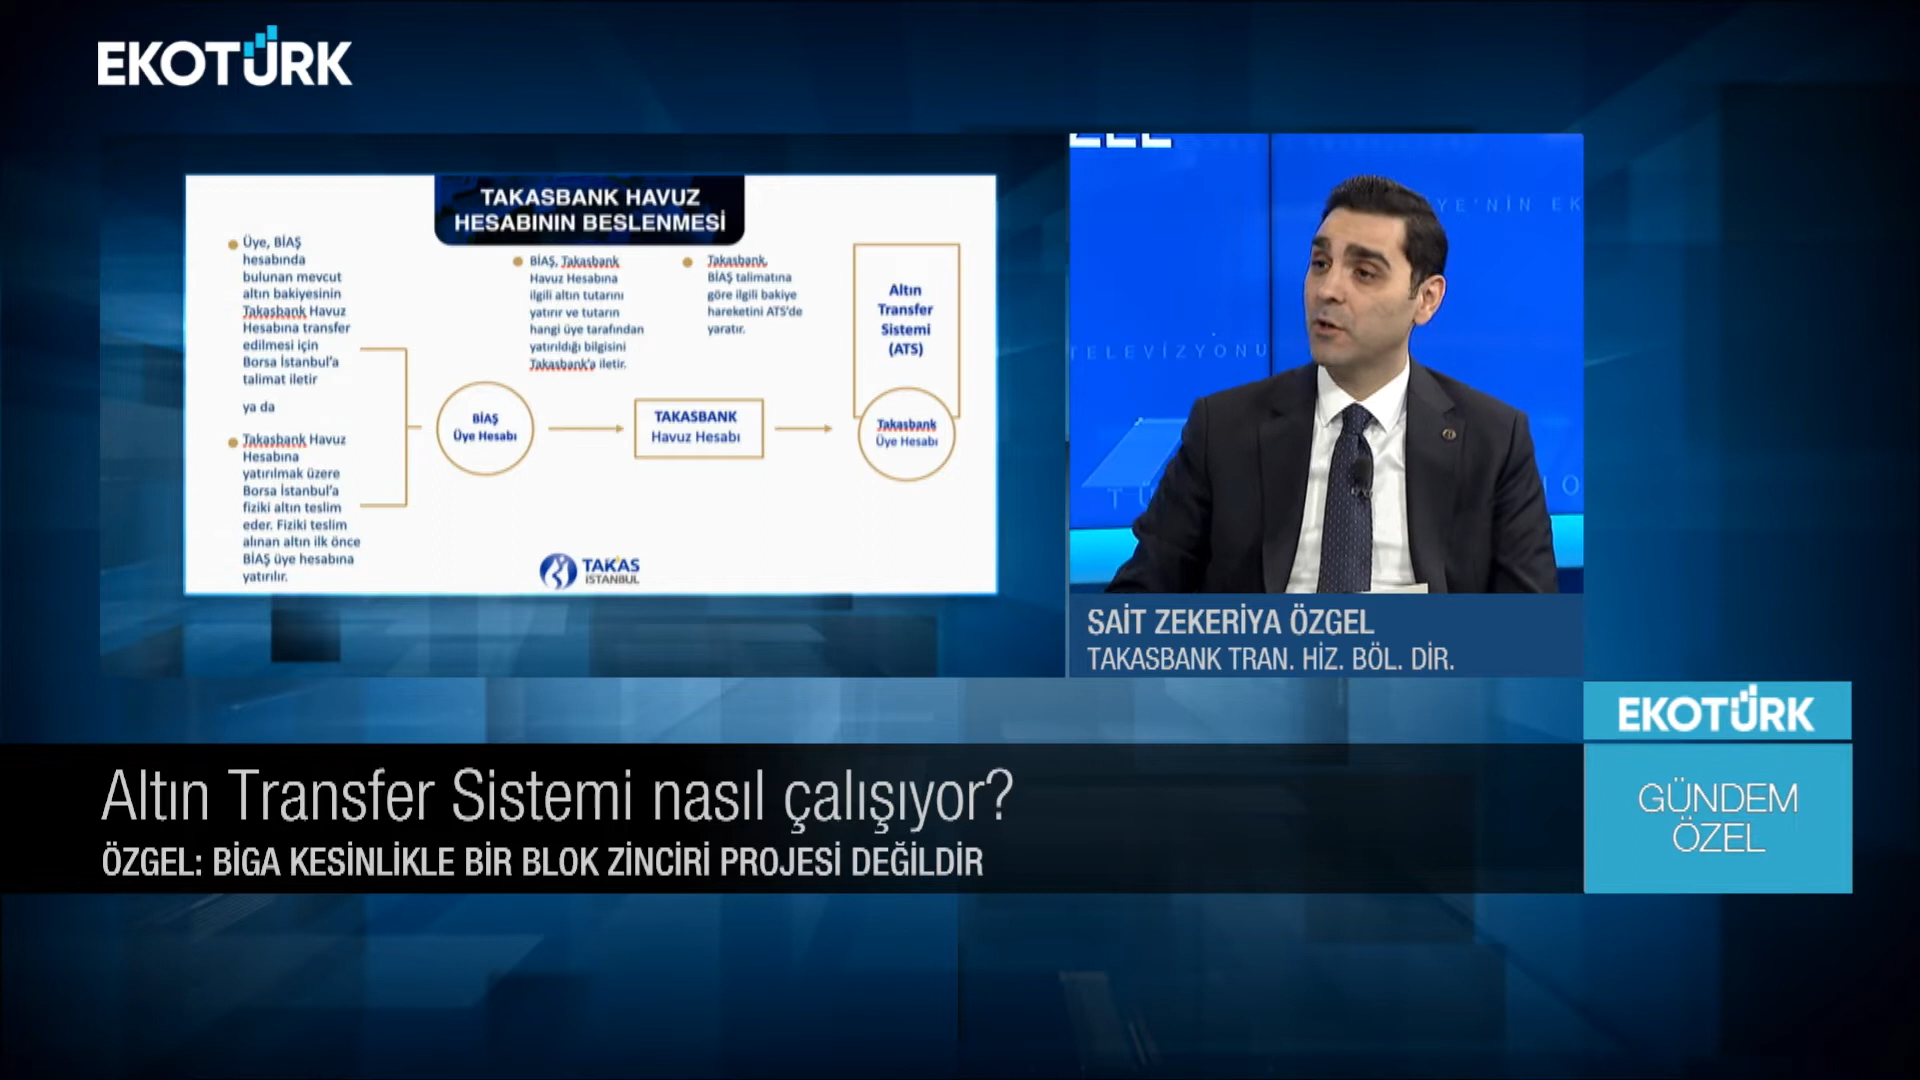 EKOTÜRK
TAKASBANK HAVUZ
HESABININ BESLENMESİ
Üye, BİAŞ
hesabında
bulunan mevcut
altın bakiyesinin
Takasbank Havuz
Hesabına transfer
edilmesi için
Borsa İstanbul'a
talimat iletir
ya da
Takasbank Havuz
Hesabına
yatırılmak üzere
Borsa İstanbul'a
fiziki altın teslim
eder. Fiziki teslim
alınan altın ilk önce
BİAŞ üye hesabına
yatırılır.
BİAŞ
Üye Hesabı
BİAŞ, Takasbank
Havuz Hesabına
ilgili altın tutarını
yatırır ve tutarın
hangi üye tarafından
yatırıldığı bilgisini
Takasbank'a iletir.
TAKASBANK
Havuz Hesabı
Takasbank,
BİAŞ talimatına
göre ilgili bakiye
hareketini ATS'de
yaratır.
Altın
Transfer
Sistemi
(ATS)
Takasbank
Üye Hesabı
TAKAS
İSTANBUL
YE'NİN EK
TELEVİZYONU
TÜ
SAİT ZEKERİYA ÖZGEL
TAKASBANK TRAN. HİZ. BÖL. DİR.
EKOTÜRK
GÜNDEM
ÖZEL
Altın Transfer Sistemi nasıl çalışıyor?
ÖZGEL: BİGA KESİNLİKLE BİR BLOK ZİNCİRİ PROJESİ DEĞİLDİR